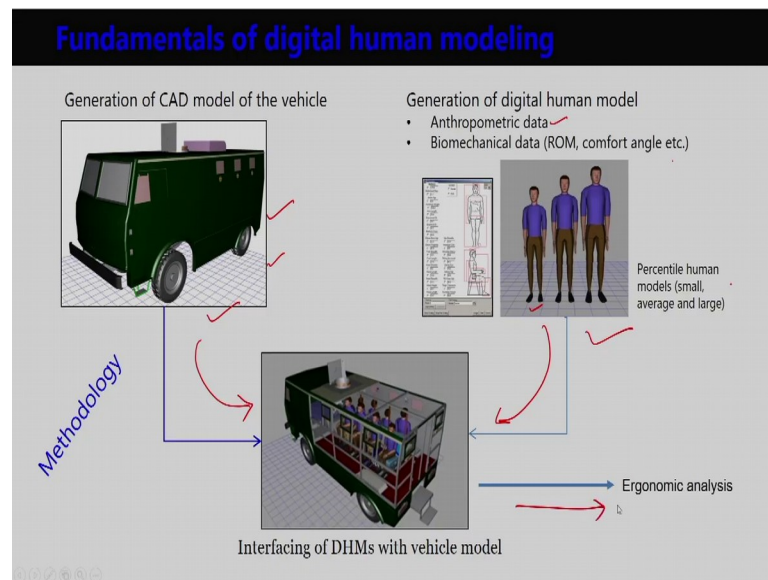 Fundamentals of digital human modeling
Generation of CAD model of the vehicle
Generation of digital human model
• Anthropometric data
• Biomechanical data (ROM, comfort angle etc.)
Percentile human
models (small,
average and large)
Methodology
Ergonomic analysis
Interfacing of DHMs with vehicle model